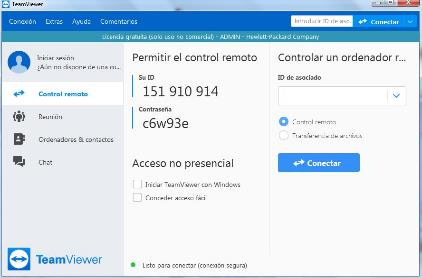 TeamViewer
Conexión Extras Ayuda Comentarios
Introducir ID de aso
Conectar
Licencia gratuita (solo uso no comercial) - ADMIN - Hewlett-Packard Company
Iniciar sesión
¿Aún no dispone de una cu...
Control remoto
Reunión
Ordenadores & contactos
Chat
TeamViewer
Permitir el control remoto
Su ID
151 910 914
Contraseña
c6w93e
Acceso no presencial
Iniciar TeamViewer con Windows
Conceder acceso fácil
Controlar un ordenador r...
ID de asociado
Control remoto
Transferencia de archivos
Conectar
Listo para conectar (conexión segura)